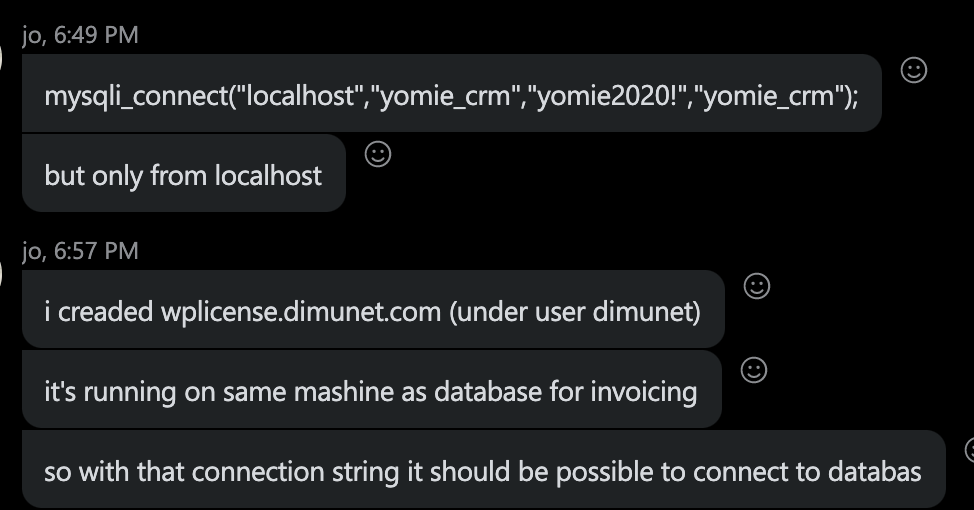 jo, 6:49 PM
mysqli_connect("localhost","yomie_crm","yomie2020!","yomie_crm");
but only from localhost
jo, 6:57 PM
i creaded wplicense.dimunet.com (under user dimunet)
it's running on same mashine as database for invoicing
so with that connection string it should be possible to connect to databas